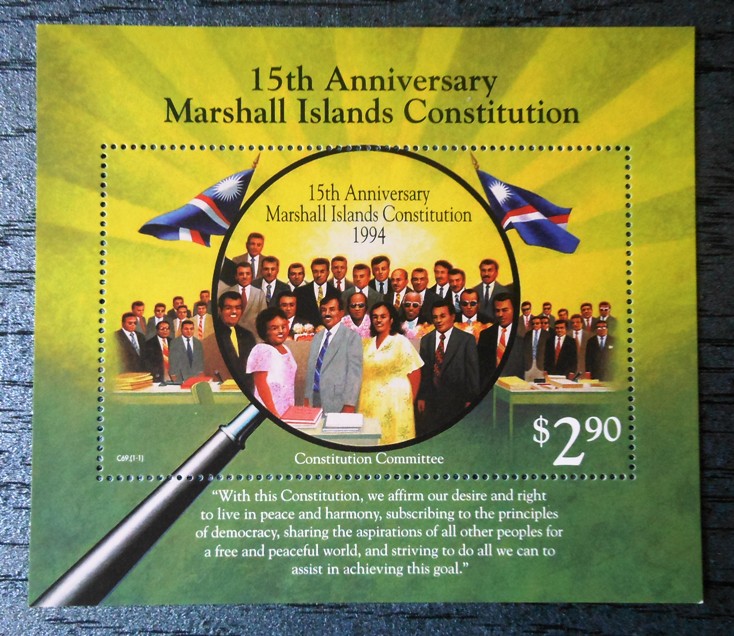 15th Anniversary
Marshall Islands Constitution
15th Anniversary
Marshall Islands Constitution
1994
$2.90
C69.(1-1)
Constitution Committee
“With this Constitution, we affirm our desire and right
to live in peace and harmony, subscribing to the principles
of democracy, sharing the aspirations of all other peoples for
a free and peaceful world, and striving to do all we can to
assist in achieving this goal.”